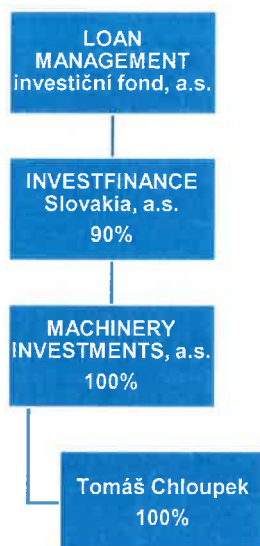 LOAN
MANAGEMENT
investiční fond, a.s.
INVESTFINANCE
Slovakia, a.s.
90%
MACHINERY
INVESTMENTS, a.s.
100%
Tomáš Chloupek
100%